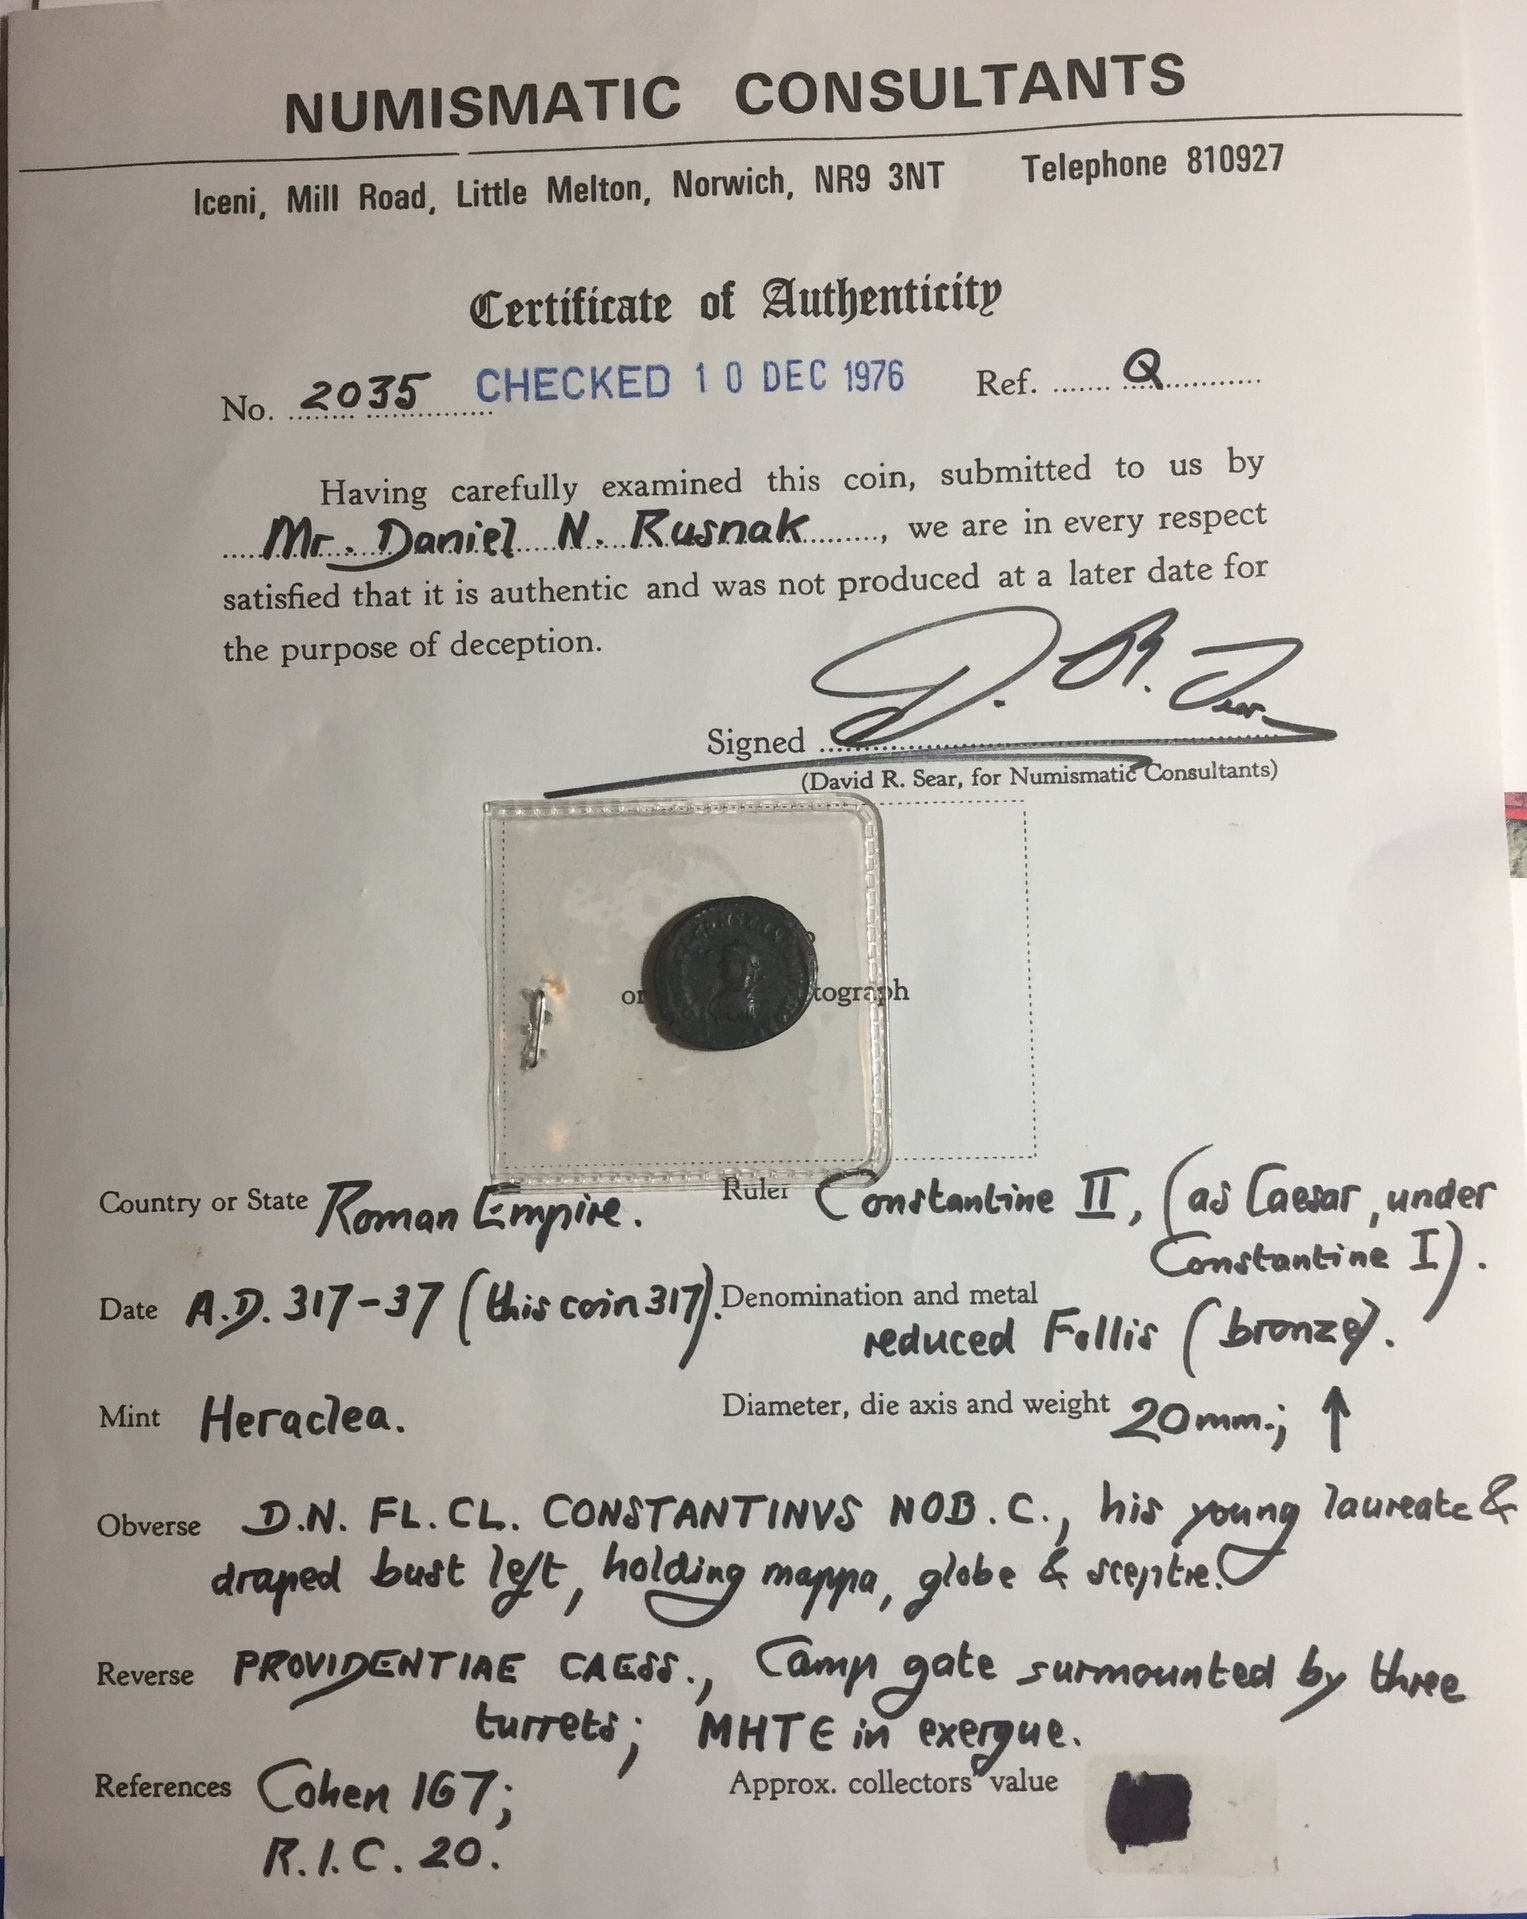 NUMISMATIC CONSULTANTS
Iceni, Mill Road, Little Melton, Norwich, NR9 3NT Telephone 810927
Certificate of Authenticity
No. 2035 CHECKED 10 DEC 1976 Ref. Q
Having carefully examined this coin, submitted to us by
Mr. Daniel N. Rusnak, we are in every respect
satisfied that it is authentic and was not produced at a later date for
the purpose of deception.
Signed D. R. Sear
(David R. Sear, for Numismatic Consultants)
Country or State Roman Empire. Ruler Constantine II, (as Caesar, under
Constantine I).
Date A.D. 317-37 (this coin 317). Denomination and metal
reduced Follis (bronze).
Mint Heraclea. Diameter, die axis and weight 20mm.; ↑
Obverse D.N. FL. CL. CONSTANTINVS NOB. C., his young laureate &
draped bust left, holding mappa, globe & sceptre.
Reverse PROVIDENTIAE CAESS., Camp gate surmounted by three
turrets; MHTE in exergue.
References Cohen 167; Approx. collectors' value
R.I.C. 20.